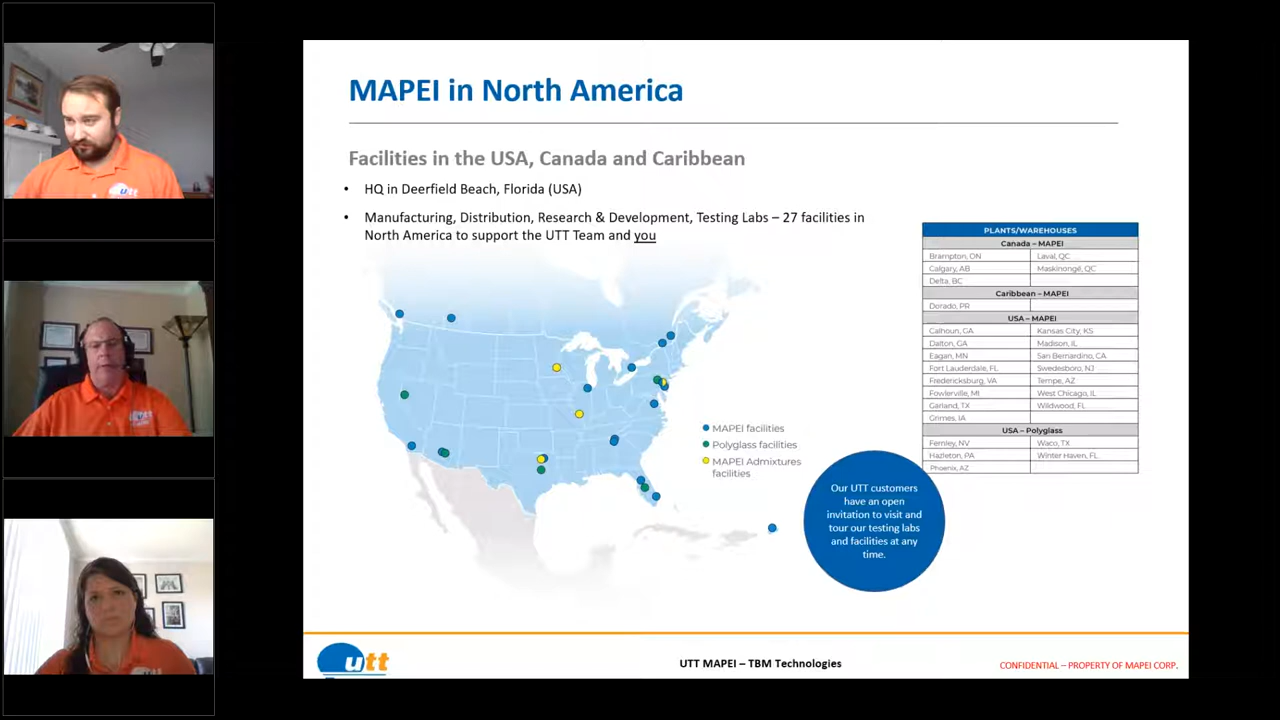 MAPEI in North America
Facilities in the USA, Canada and Caribbean
• HQ in Deerfield Beach, Florida (USA)
• Manufacturing, Distribution, Research & Development, Testing Labs – 27 facilities in
North America to support the UTT Team and you
PLANTS/WAREHOUSES
Canada – MAPEI
Brampton, ON Laval, QC
Calgary, AB Maskinongé, QC
Delta, BC
Caribbean – MAPEI
Dorado, PR
USA – MAPEI
Calhoun, GA Kansas City, KS
Dalton, GA Madison, IL
Eagan, MN San Bernardino, CA
Fort Lauderdale, FL Swedesboro, NJ
Fredericksburg, VA Tempe, AZ
Fowlerville, MI West Chicago, IL
Garland, TX Wildwood, FL
Grimes, IA
USA – Polyglass
Fernley, NV Waco, TX
Hazleton, PA Winter Haven, FL
Phoenix, AZ
MAPEI facilities
Polyglass facilities
MAPEI Admixtures
facilities
Our UTT customers
have an open
invitation to visit and
tour our testing labs
and facilities at any
time.
utt
UTT MAPEI – TBM Technologies
CONFIDENTIAL – PROPERTY OF MAPEI CORP.